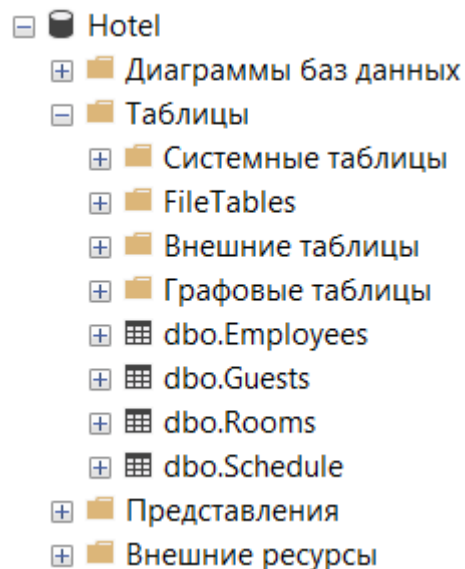 Hotel
Диаграммы баз данных
Таблицы
Системные таблицы
FileTables
Внешние таблицы
Графовые таблицы
dbo.Employees
dbo.Guests
dbo.Rooms
dbo.Schedule
Представления
Внешние ресурсы